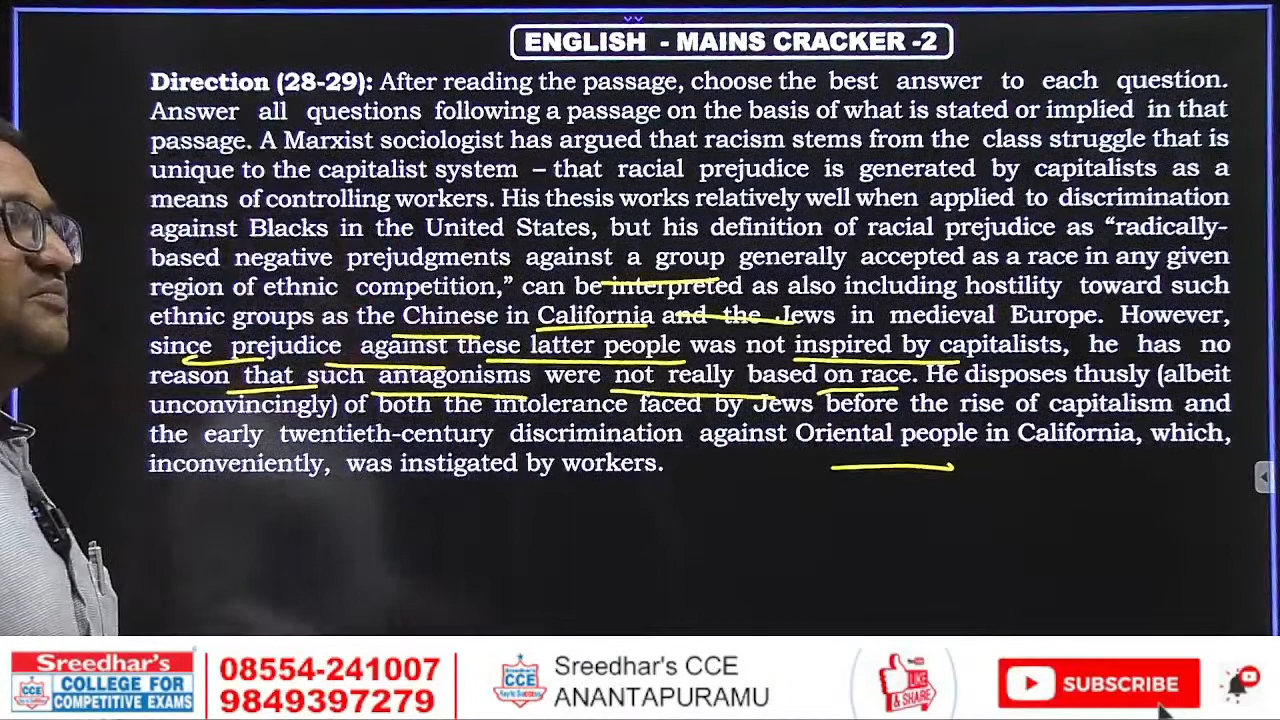 ENGLISH - MAINS CRACKER -2
Direction (28-29): After reading the passage, choose the best answer to each question.
Answer all questions following a passage on the basis of what is stated or implied in that
passage. A Marxist sociologist has argued that racism stems from the class struggle that is
unique to the capitalist system – that racial prejudice is generated by capitalists as a
means of controlling workers. His thesis works relatively well when applied to discrimination
against Blacks in the United States, but his definition of racial prejudice as “radically-
based negative prejudgments against a group generally accepted as a race in any given
region of ethnic competition,” can be interpreted as also including hostility toward such
ethnic groups as the Chinese in California and the Jews in medieval Europe. However,
since prejudice against these latter people was not inspired by capitalists, he has no
reason that such antagonisms were not really based on race. He disposes thusly (albeit
unconvincingly) of both the intolerance faced by Jews before the rise of capitalism and
the early twentieth-century discrimination against Oriental people in California, which,
inconveniently, was instigated by workers.
Sreedhar's
COLLEGE FOR
COMPETITIVE EXAMS
CCE
08554-241007
9849397279
CCE
Sreedhar's CCE
ANANTAPURAMU
LIKE
& SHARE
SUBSCRIBE